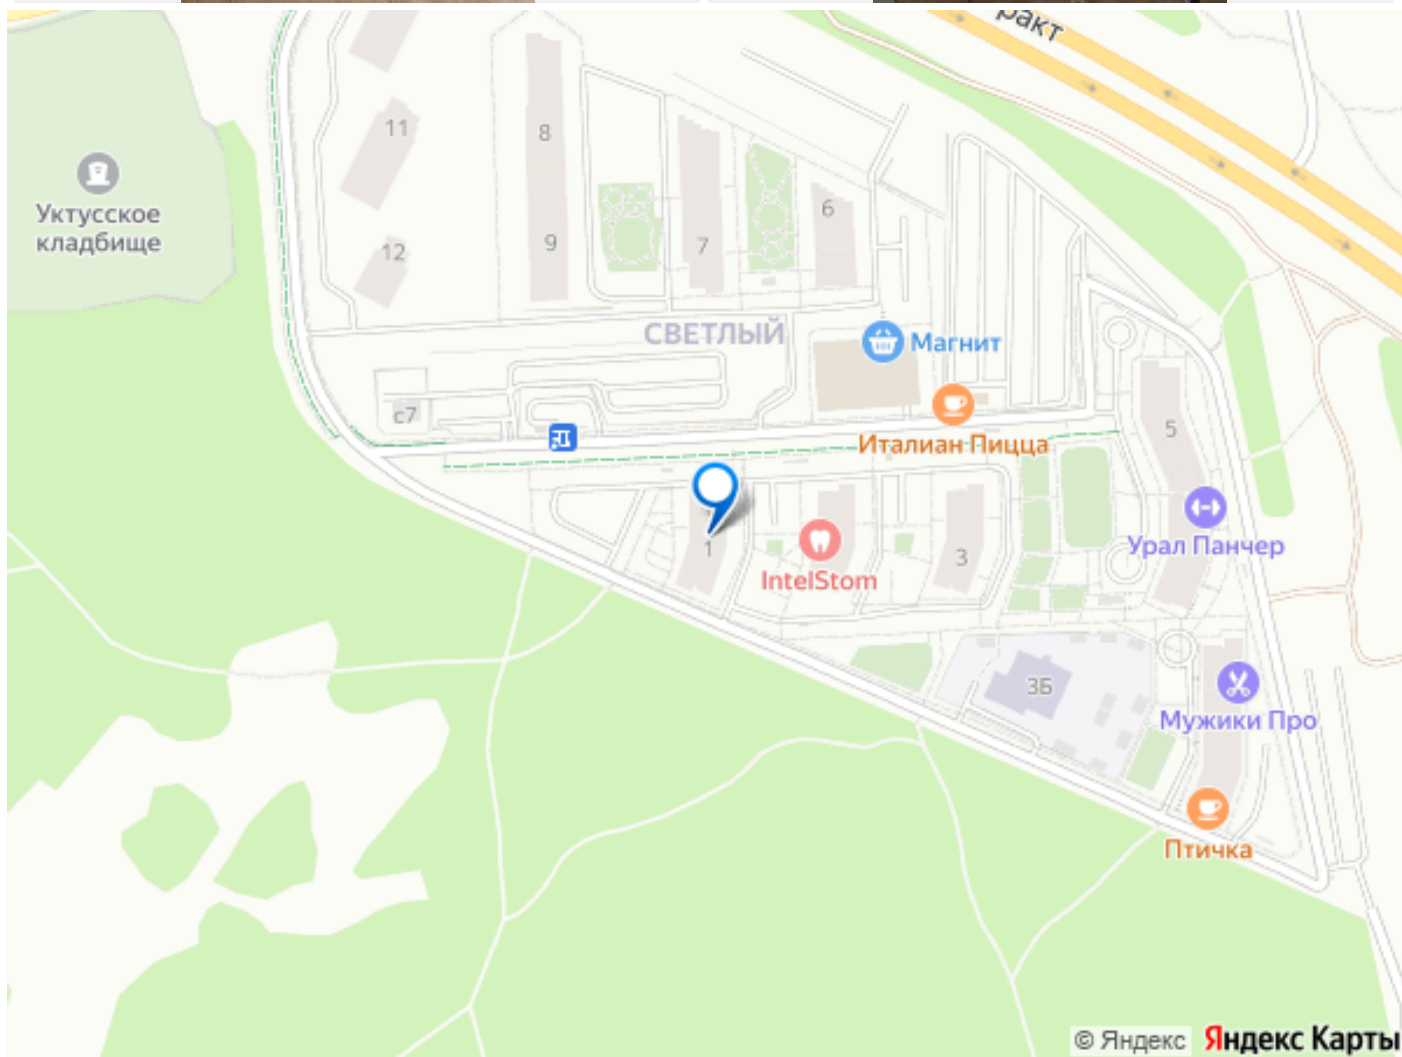 ракт
11
8
6
Уктусское
кладбище
12
9
7
СВЕТЛЫЙ
Магнит
с7
Италиан Пицца
5
1
IntelStom
3
Урал Панчер
3Б
Мужики Про
Птичка
© Яндекс Яндекс Карты